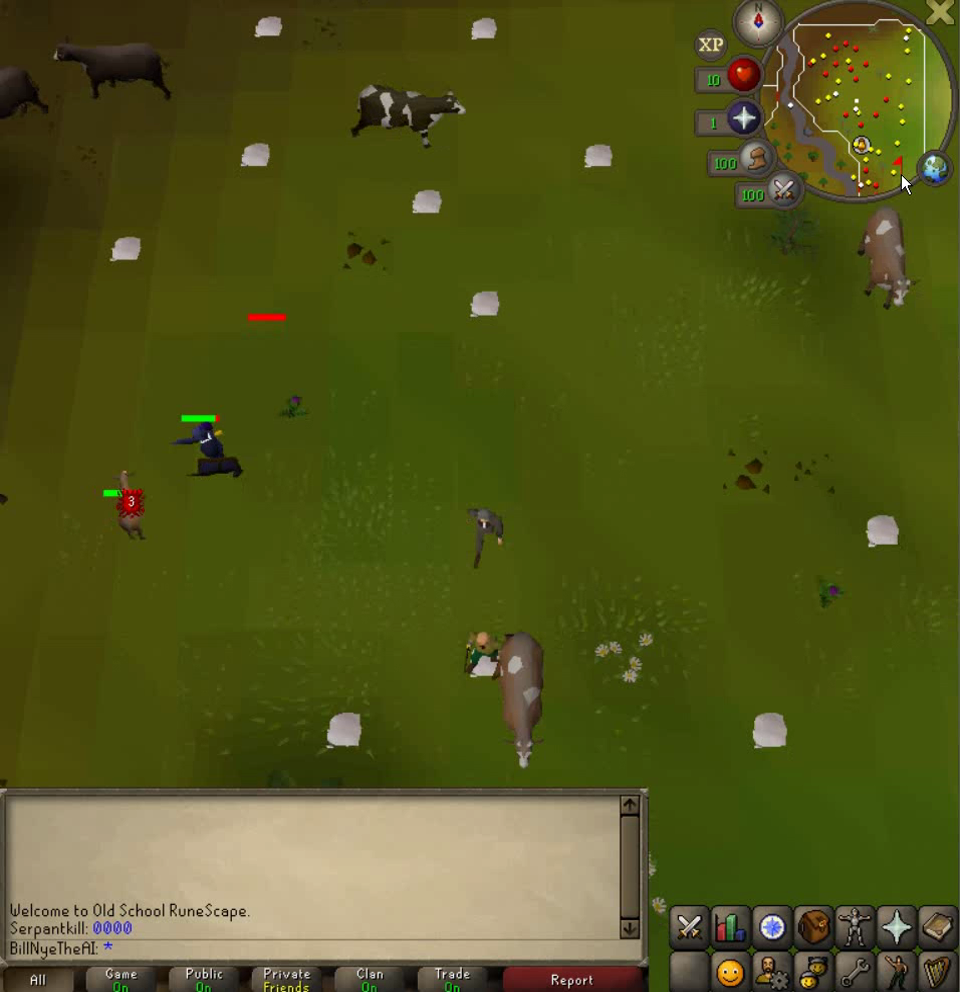 N
XP
10
1
100
100
3
Welcome to Old School RuneScape.
Serpantkill: 0000
BillNyeTheAI: *
All
Game
On
Public
On
Private
Friends
Clan
On
Trade
On
Report